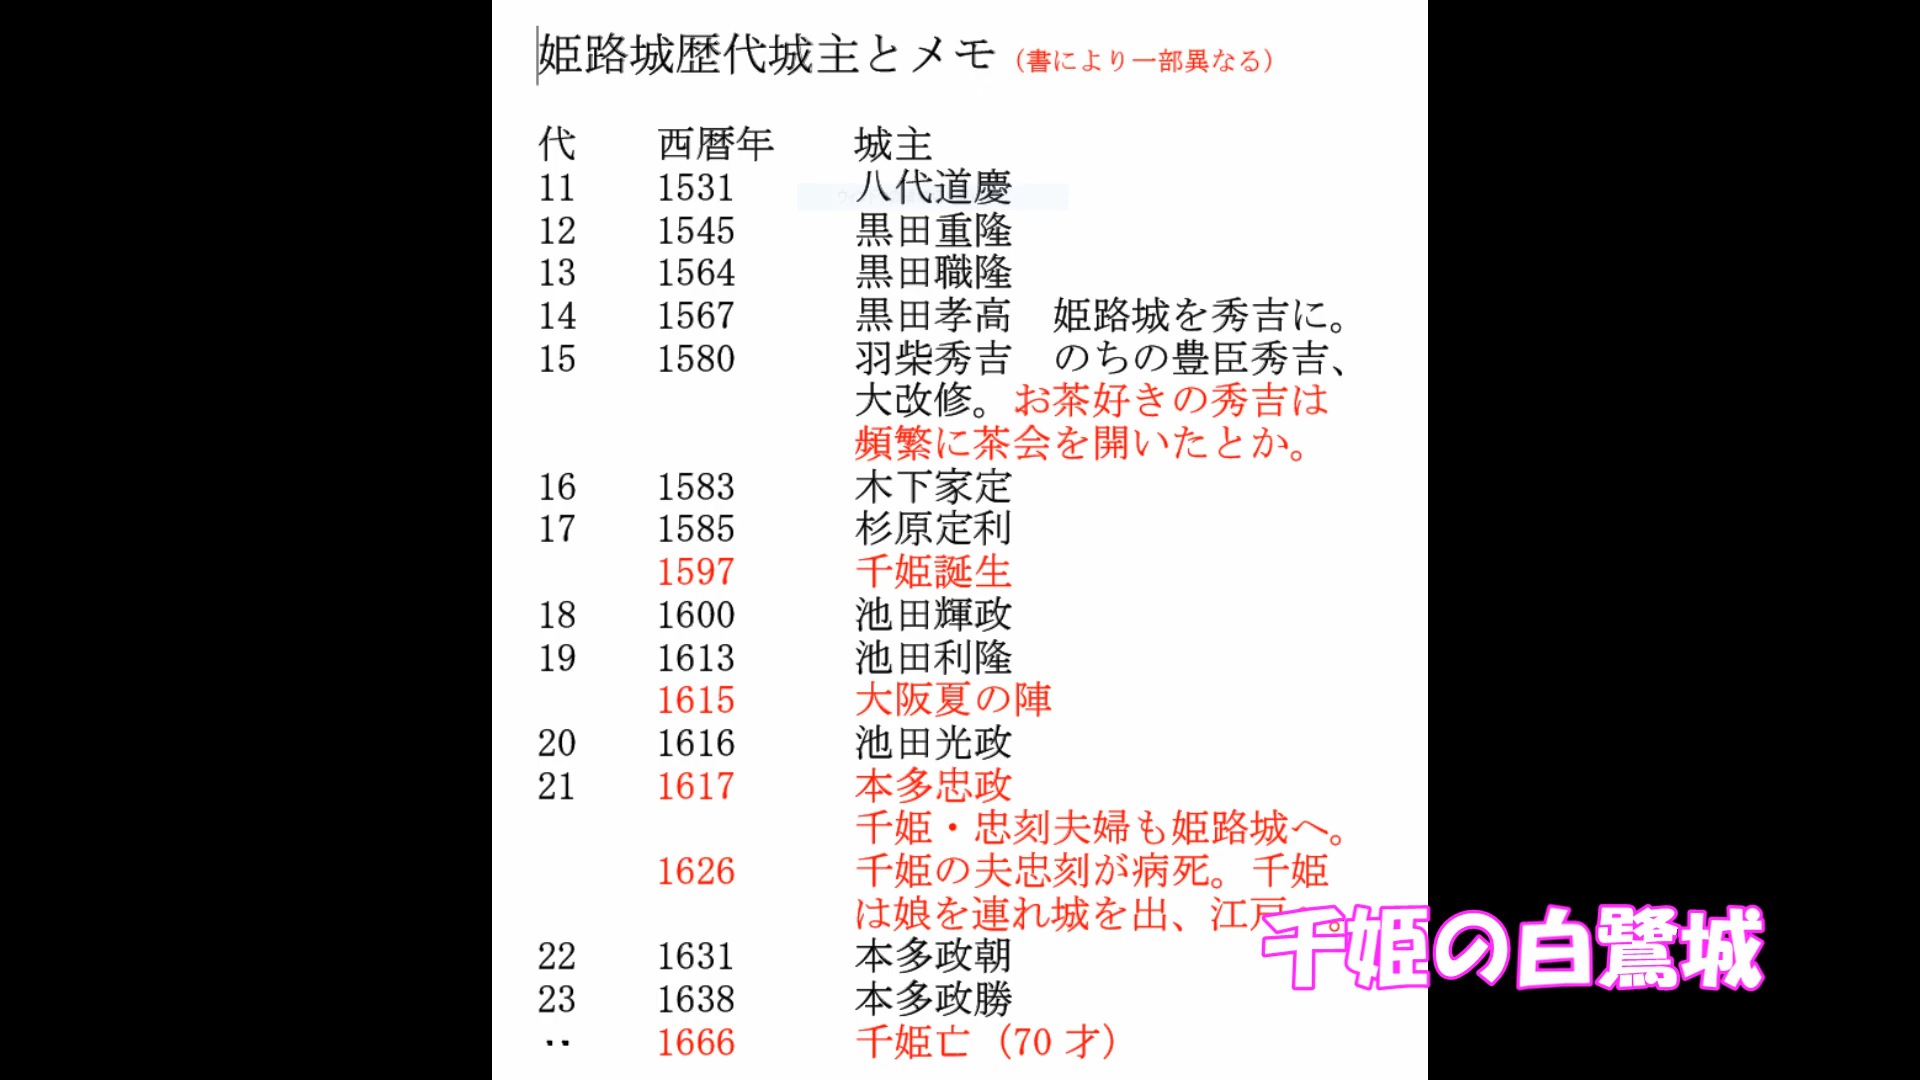 姫路城歴代城主とメモ（書により一部異なる）
代 西暦年 城主
11 1531 八代道慶
12 1545 黒田重隆
13 1564 黒田職隆
14 1567 黒田孝高 姫路城を秀吉に。
15 1580 羽柴秀吉 のちの豊臣秀吉、
大改修。お茶好きの秀吉は
頻繁に茶会を開いたとか。
16 1583 木下家定
17 1585 杉原定利
1597 千姫誕生
18 1600 池田輝政
19 1613 池田利隆
1615 大阪夏の陣
20 1616 池田光政
21 1617 本多忠政
千姫・忠刻夫婦も姫路城へ。
1626 千姫の夫忠刻が病死。千姫
は娘を連れ城を出、江戸へ。
22 1631 本多政朝
23 1638 本多政勝
‥ 1666 千姫亡（70 才）
千姫の白鷺城